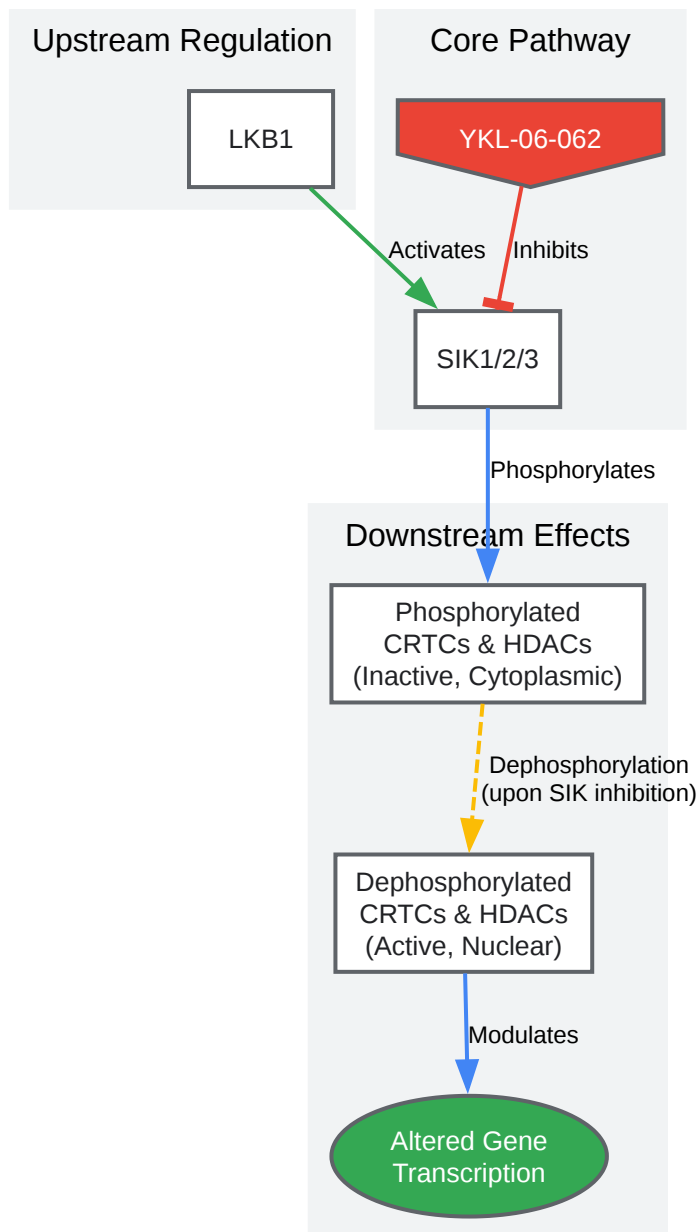 Upstream Regulation
Core Pathway
LKB1
YKL-06-062
Activates
Inhibits
SIK1/2/3
Phosphorylates
Downstream Effects
Phosphorylated
CRTCs & HDACs
(Inactive, Cytoplasmic)
Dephosphorylation
(upon SIK inhibition)
Dephosphorylated
CRTCs & HDACs
(Active, Nuclear)
Modulates
Altered Gene
Transcription